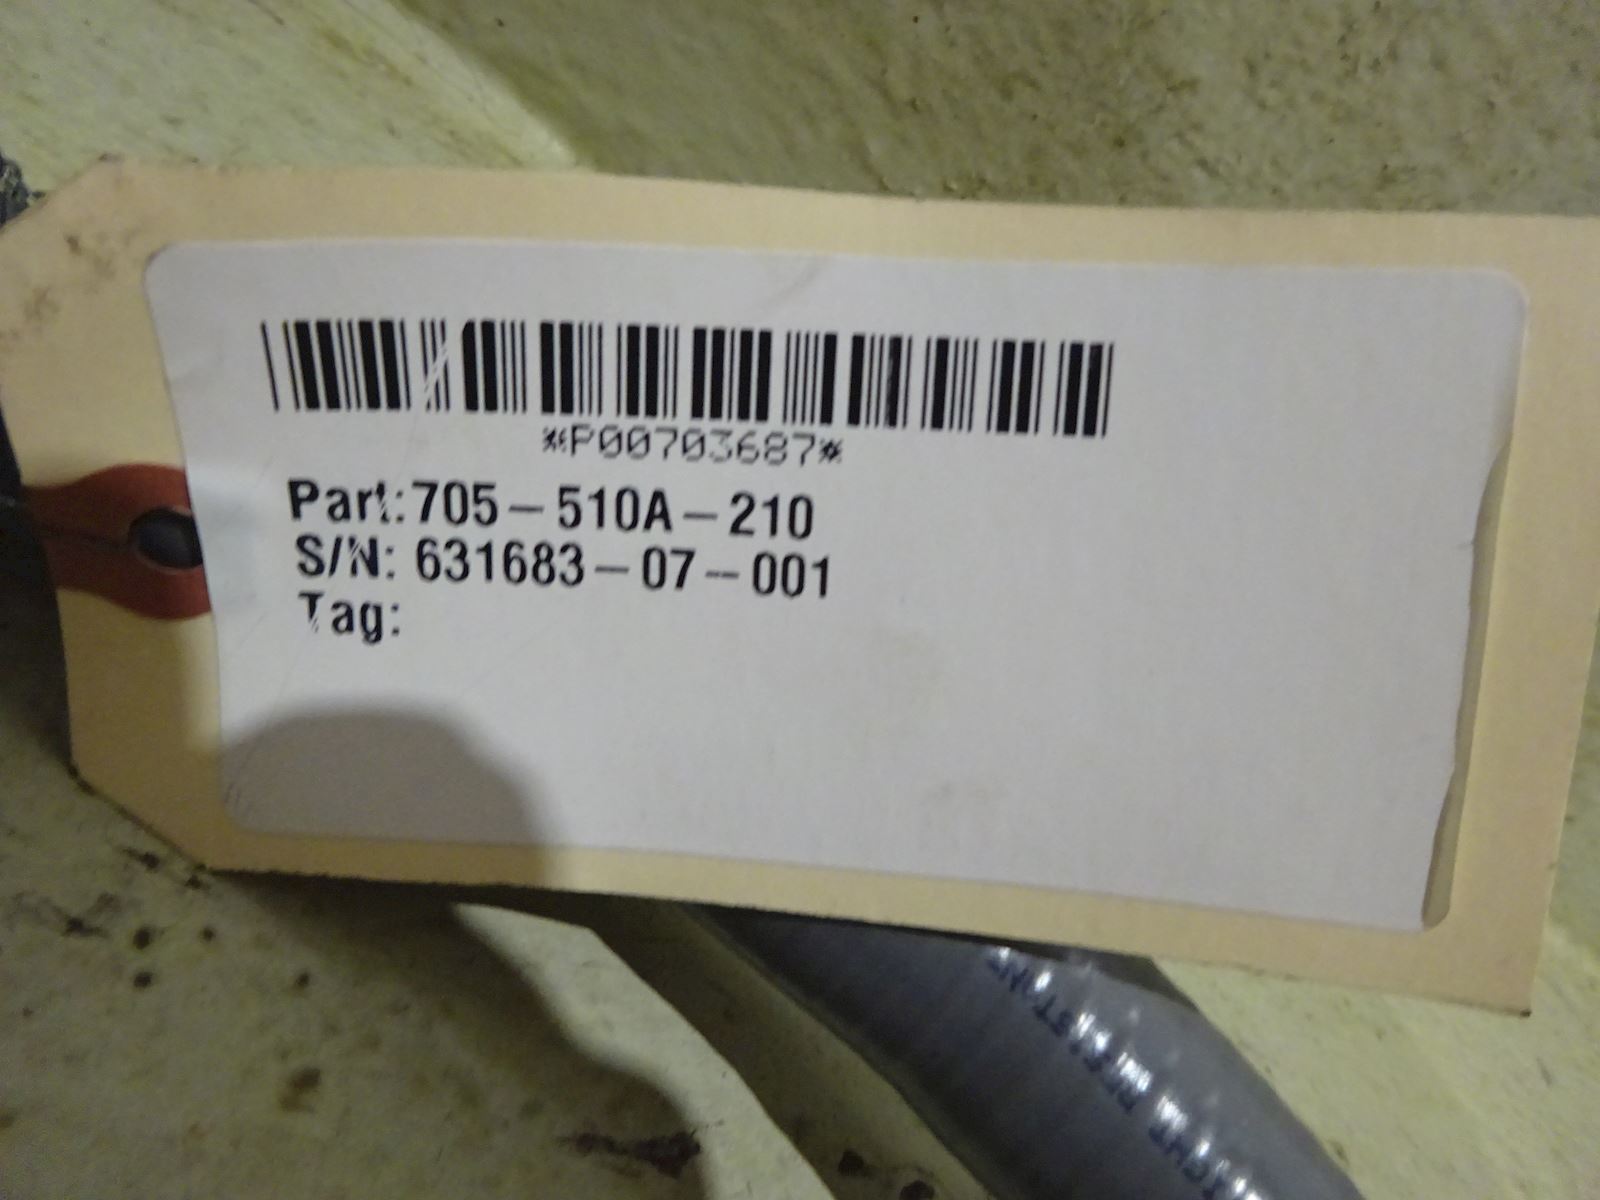 *P00703687*
Part:705-510A-210
S/N: 631683-07-001
Tag: